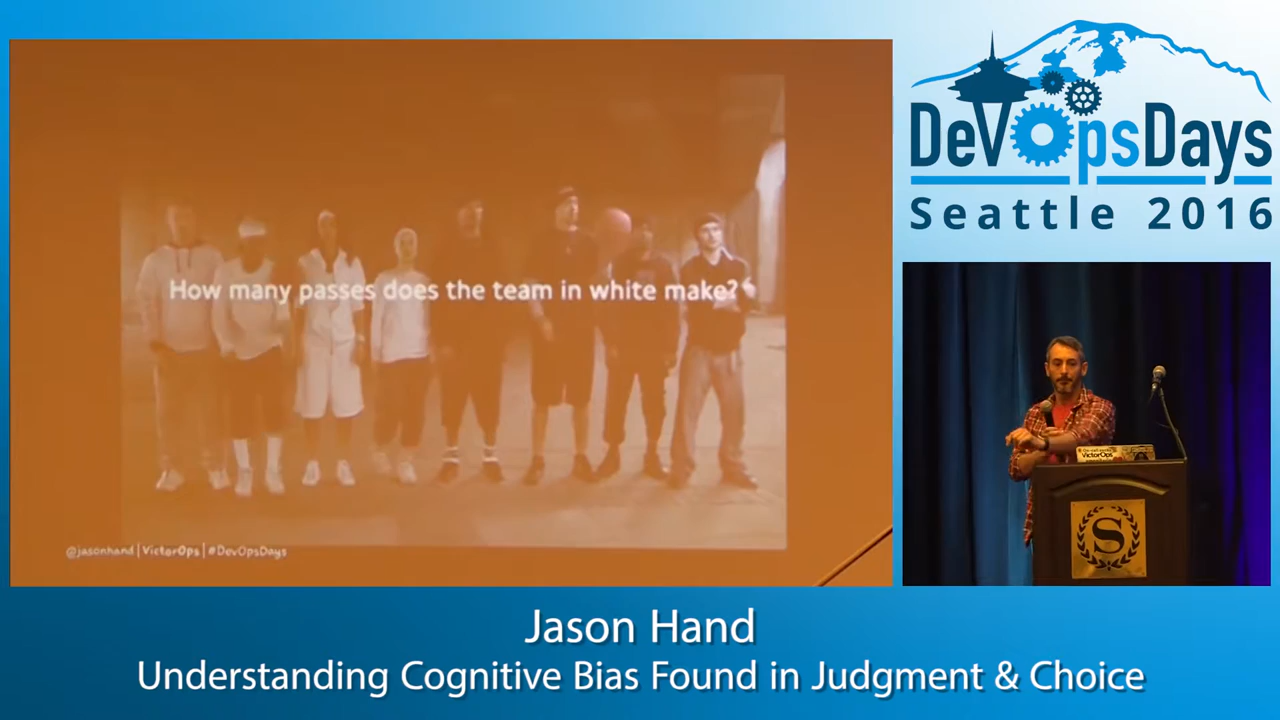 How many passes does the team in white make?
@jasonhand | VictorOps | #DevOpsDays
DevOpsDays
Seattle 2016
VictorOps
S
Jason Hand
Understanding Cognitive Bias Found in Judgment & Choice